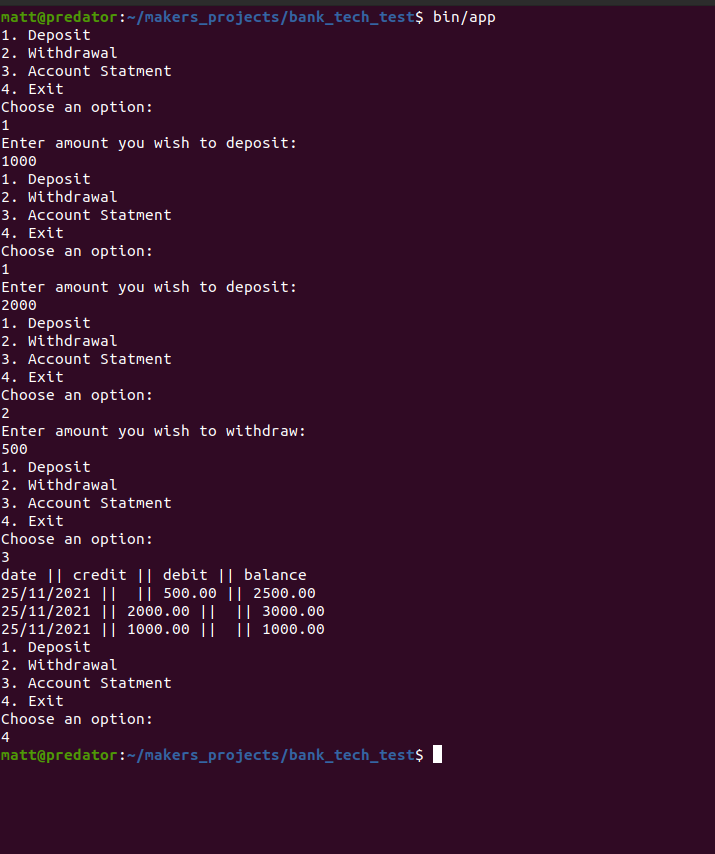 matt@predator:~/makers_projects/bank_tech_test$ bin/app
1. Deposit
2. Withdrawal
3. Account Statment
4. Exit
Choose an option:
1
Enter amount you wish to deposit:
1000
1. Deposit
2. Withdrawal
3. Account Statment
4. Exit
Choose an option:
1
Enter amount you wish to deposit:
2000
1. Deposit
2. Withdrawal
3. Account Statment
4. Exit
Choose an option:
2
Enter amount you wish to withdraw:
500
1. Deposit
2. Withdrawal
3. Account Statment
4. Exit
Choose an option:
3
date || credit || debit || balance
25/11/2021 ||  || 500.00 || 2500.00
25/11/2021 || 2000.00 ||  || 3000.00
25/11/2021 || 1000.00 ||  || 1000.00
1. Deposit
2. Withdrawal
3. Account Statment
4. Exit
Choose an option:
4
matt@predator:~/makers_projects/bank_tech_test$